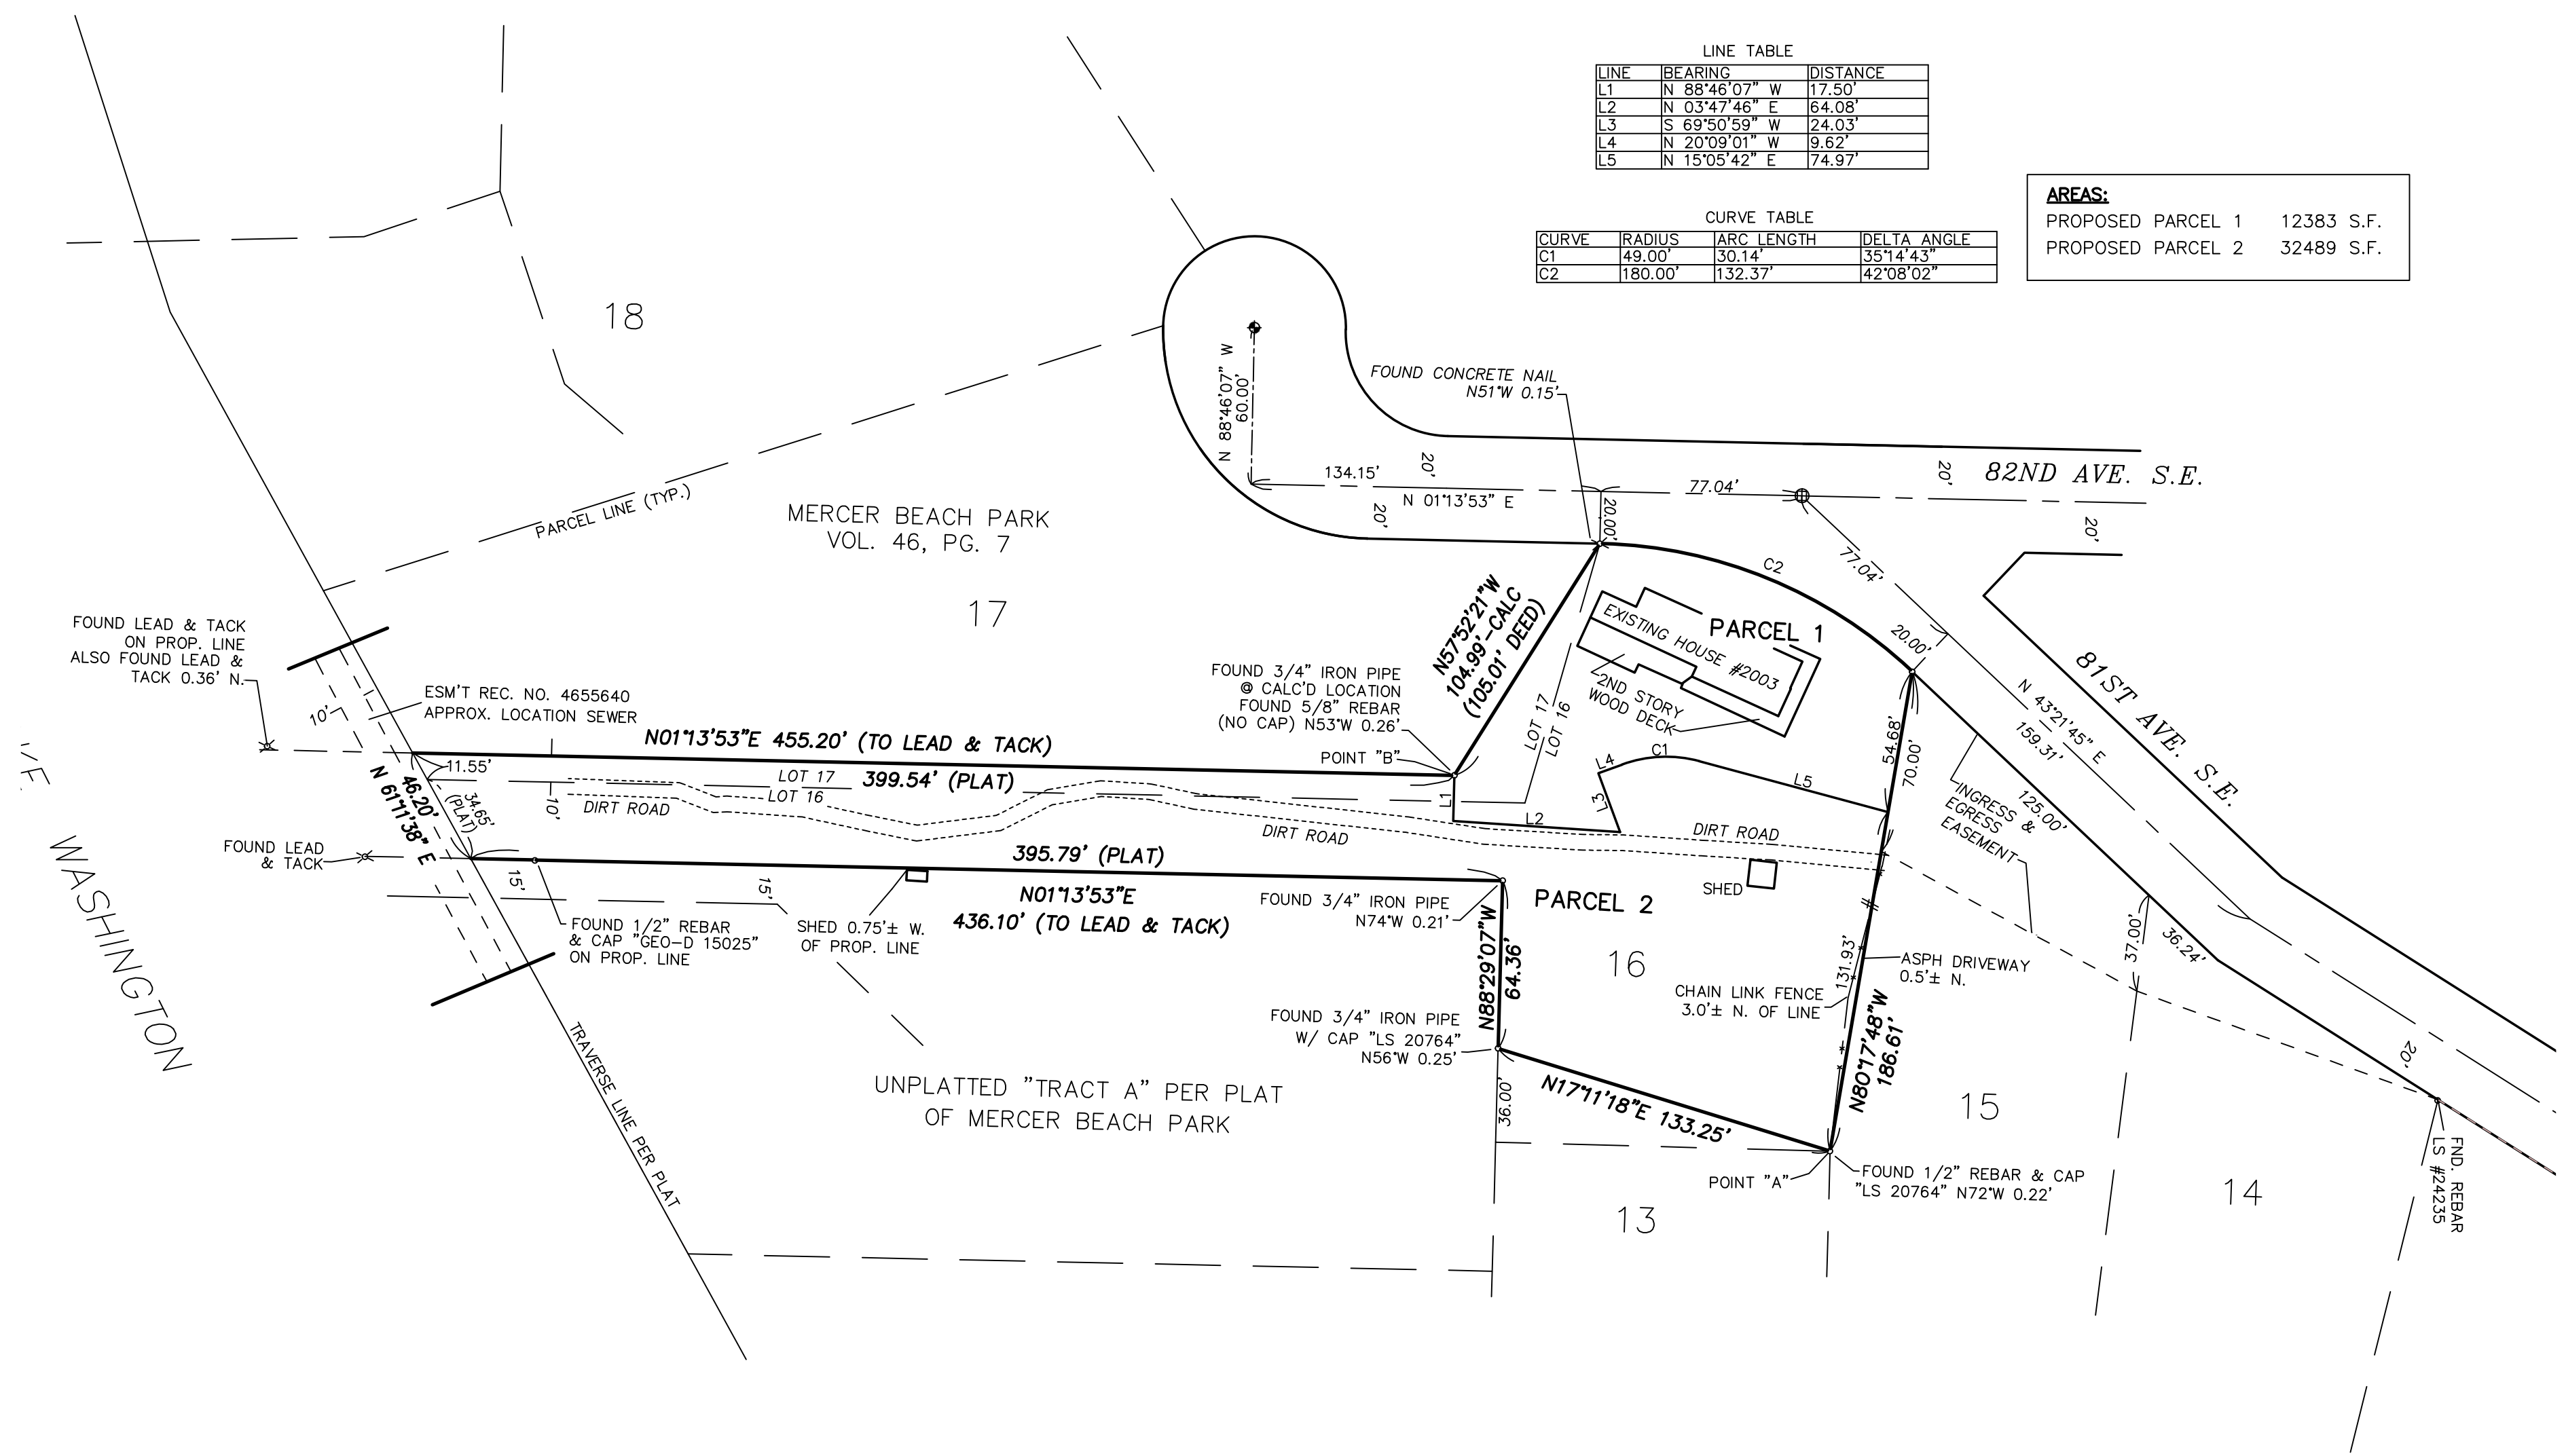 LINE TABLE
LINE BEARING DISTANCE
L1 N 88°46'07" W 17.50'
L2 N 03°47'46" E 64.08'
L3 S 69°50'59" W 24.03'
L4 N 20°09'01" W 9.62'
L5 N 15°05'42" E 74.97'
CURVE TABLE
CURVE RADIUS ARC LENGTH DELTA ANGLE
C1 49.00' 30.14' 35°14'43"
C2 180.00' 132.37' 42°08'02"
AREAS:
PROPOSED PARCEL 1 12383 S.F.
PROPOSED PARCEL 2 32489 S.F.
18
PARCEL LINE (TYP.)
MERCER BEACH PARK
VOL. 46, PG. 7
17
N 88°46'07" W
60.00'
FOUND CONCRETE NAIL
N51°W 0.15'
134.15'
N 01°13'53" E
20'
20'
77.04'
20'
82ND AVE. S.E.
20'
20.00'
77.04'
C2
20.00'
81ST AVE. S.E.
N 43°21'45" E
159.31'
FOUND LEAD & TACK
ON PROP. LINE
ALSO FOUND LEAD &
TACK 0.36' N.
10'
ESM'T REC. NO. 4655640
APPROX. LOCATION SEWER
N01°13'53"E 455.20' (TO LEAD & TACK)
399.54' (PLAT)
11.55'
LOT 17
LOT 16
10'
DIRT ROAD
DIRT ROAD
DIRT ROAD
46.20'
N 61°11'38" E
34.65'
(PLAT)
FOUND LEAD
& TACK
WASHINGTON
FOUND 3/4" IRON PIPE
@ CALC'D LOCATION
FOUND 5/8" REBAR
(NO CAP) N53°W 0.26'
POINT "B"
N57°52'21"W
104.99'-CALC
(105.01' DEED)
LOT 17
LOT 16
PARCEL 1
EXISTING HOUSE #2003
2ND STORY
WOOD DECK
L1
L2
L3
L4
C1
L5
54.68'
70.00'
INGRESS &
EGRESS
EASEMENT
125.00'
36.24'
37.00'
20'
395.79' (PLAT)
N01°13'53"E
436.10' (TO LEAD & TACK)
15'
15'
FOUND 1/2" REBAR
& CAP "GEO-D 15025"
ON PROP. LINE
SHED 0.75'± W.
OF PROP. LINE
FOUND 3/4" IRON PIPE
N74°W 0.21'
PARCEL 2
SHED
16
N88°29'07"W
64.36'
131.93'
ASPH DRIVEWAY
0.5'± N.
CHAIN LINK FENCE
3.0'± N. OF LINE
N80°17'48"W
186.61'
FOUND 3/4" IRON PIPE
W/ CAP "LS 20764"
N56°W 0.25'
N17°11'18"E 133.25'
36.00'
TRAVERSE LINE PER PLAT
UNPLATTED "TRACT A" PER PLAT
OF MERCER BEACH PARK
POINT "A"
FOUND 1/2" REBAR & CAP
"LS 20764" N72°W 0.22'
15
13
14
FND. REBAR
LS #24235